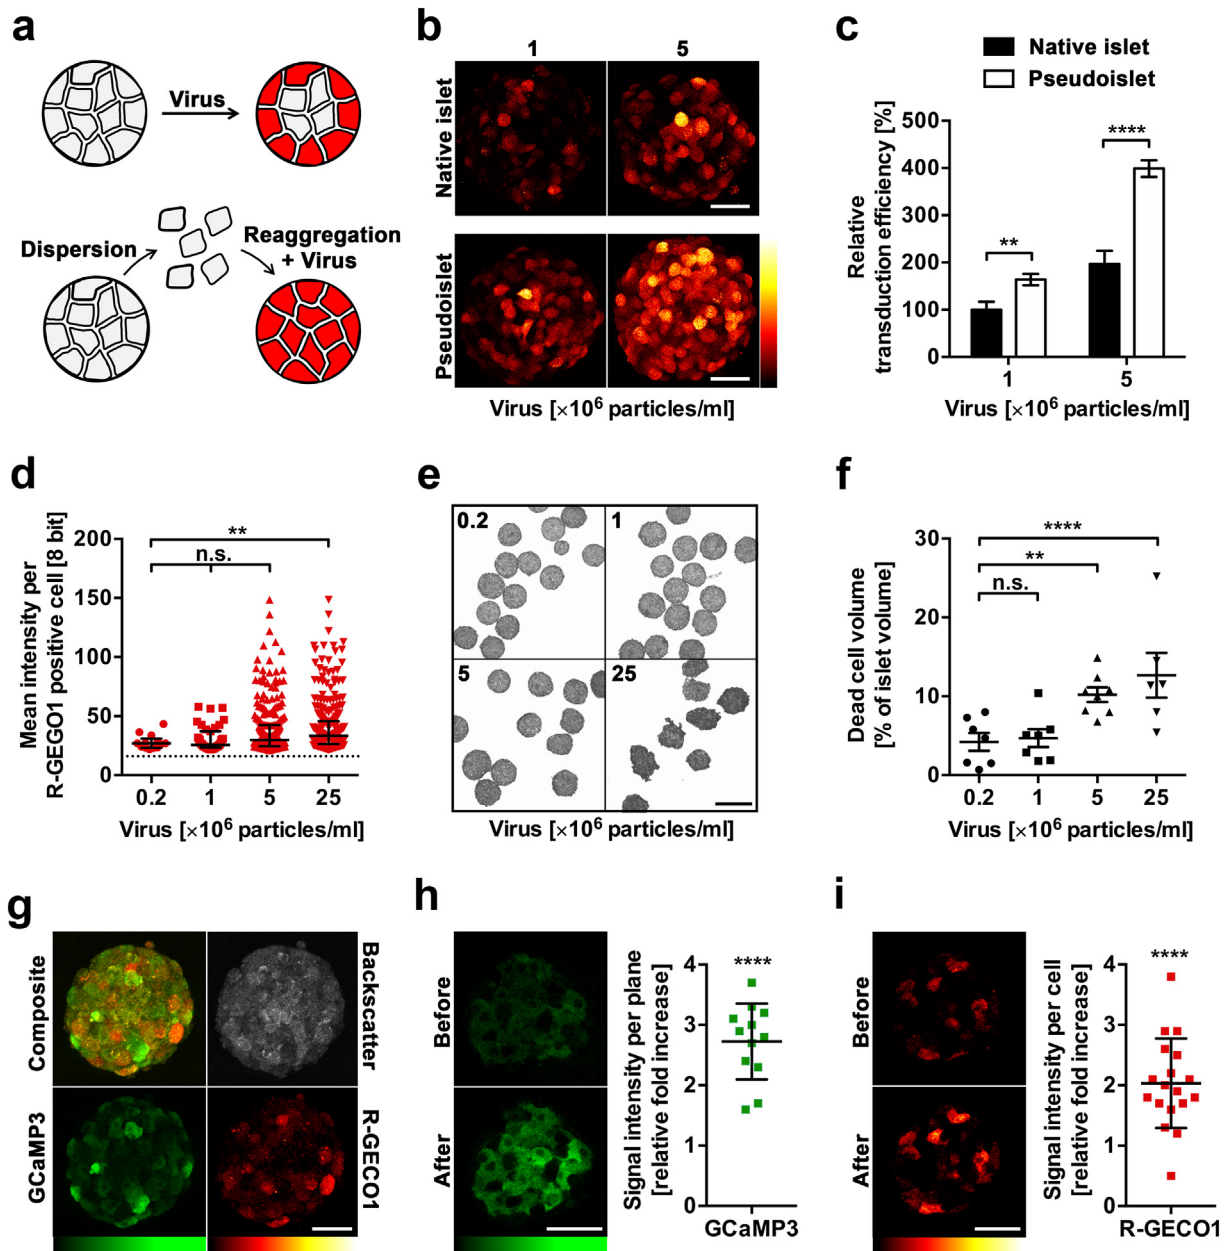 a
Virus
Dispersion
Reaggregation
+ Virus
b
1
5
Native islet
Pseudoislet
Virus [×10⁶ particles/ml]
c
Native islet
Pseudoislet
Relative
transduction efficiency [%]
500
400
300
200
100
0
**
****
1
5
Virus [×10⁶ particles/ml]
d
Mean intensity per
R-GEGO1 positive cell [8 bit]
200
150
100
50
0
**
n.s.
0.2
1
5
25
Virus [×10⁶ particles/ml]
e
0.2
1
5
25
Virus [×10⁶ particles/ml]
f
Dead cell volume
[% of islet volume]
30
20
10
0
****
**
n.s.
0.2
1
5
25
Virus [×10⁶ particles/ml]
g
Composite
Backscatter
GCaMP3
R-GECO1
h
Before
After
Signal intensity per plane
[relative fold increase]
4
3
2
1
0
****
GCaMP3
i
Before
After
Signal intensity per cell
[relative fold increase]
4
3
2
1
0
****
R-GECO1